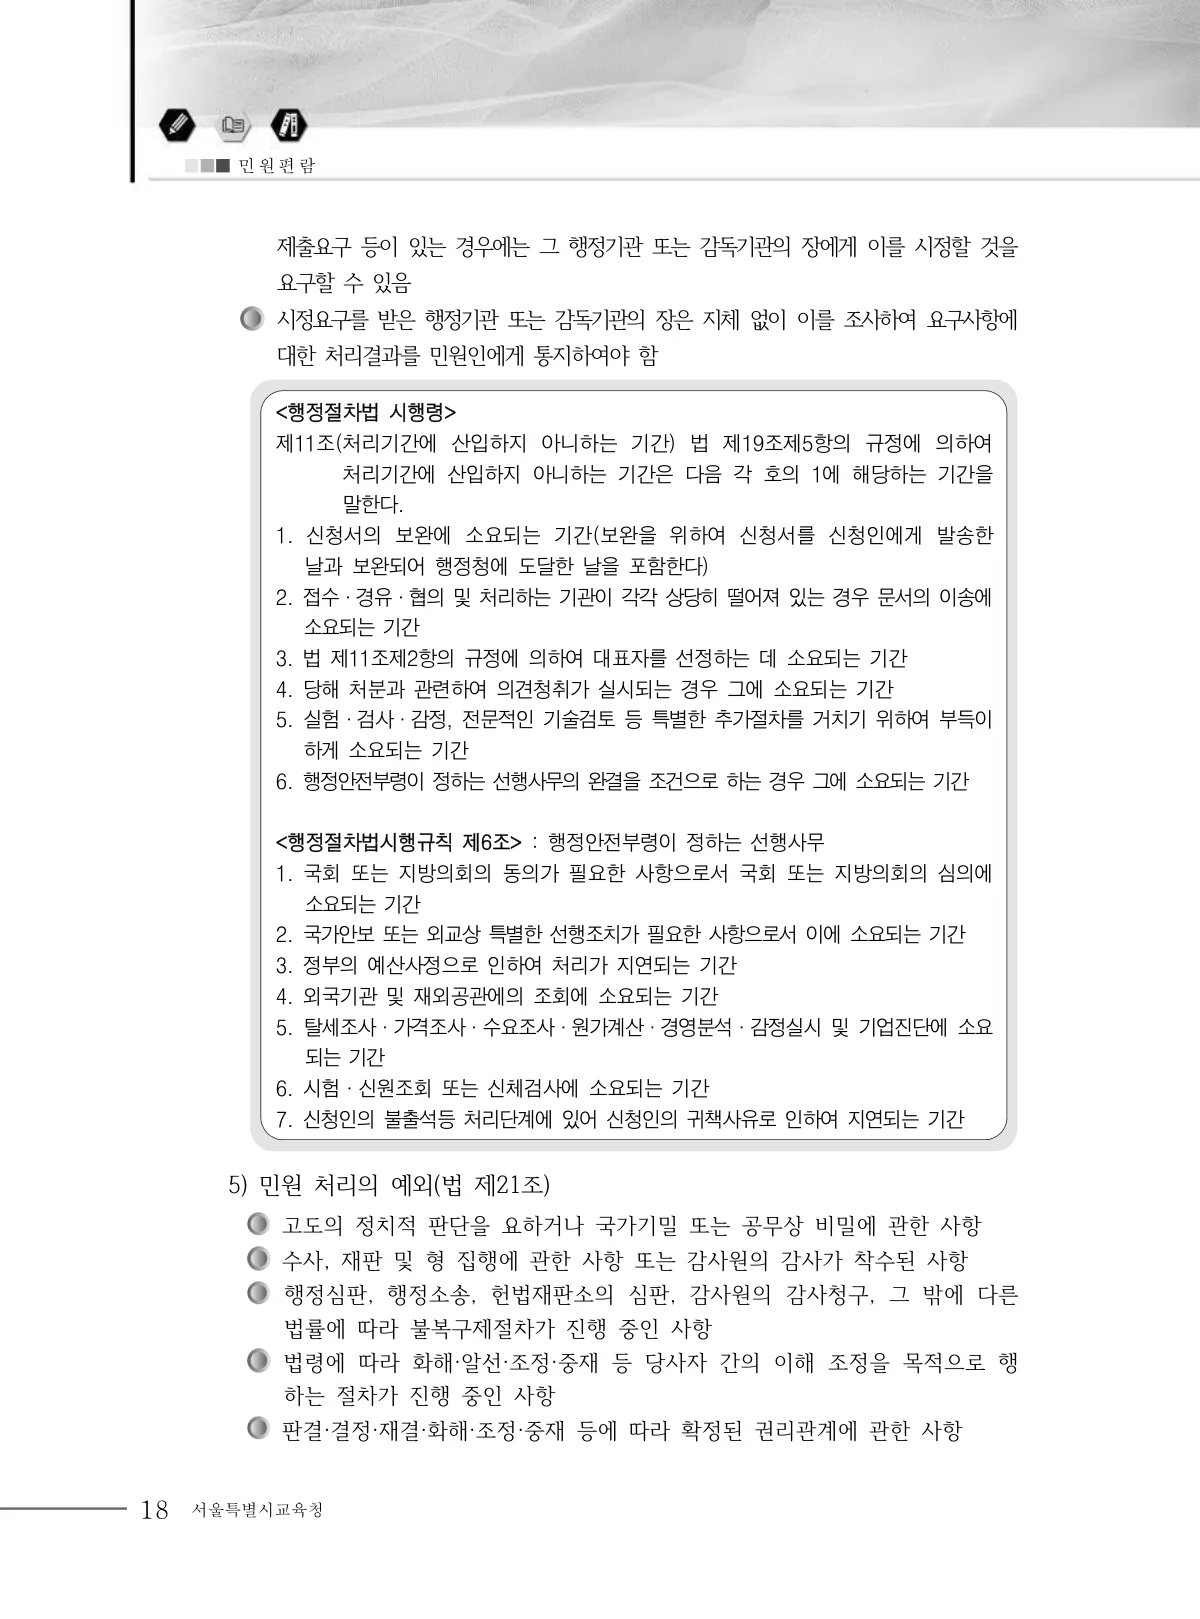 민원편람
제출요구 등이 있는 경우에는 그 행정기관 또는 감독기관의 장에게 이를 시정할 것을
요구할 수 있음
시정요구를 받은 행정기관 또는 감독기관의 장은 지체 없이 이를 조사하여 요구사항에
대한 처리결과를 민원인에게 통지하여야 함
<행정절차법 시행령>
제11조(처리기간에 산입하지 아니하는 기간) 법 제19조제5항의 규정에 의하여
처리기간에 산입하지 아니하는 기간은 다음 각 호의 1에 해당하는 기간을
말한다.
1. 신청서의 보완에 소요되는 기간(보완을 위하여 신청서를 신청인에게 발송한
날과 보완되어 행정청에 도달한 날을 포함한다)
2. 접수·경유·협의 및 처리하는 기관이 각각 상당히 떨어져 있는 경우 문서의 이송에
소요되는 기간
3. 법 제11조제2항의 규정에 의하여 대표자를 선정하는 데 소요되는 기간
4. 당해 처분과 관련하여 의견청취가 실시되는 경우 그에 소요되는 기간
5. 실험·검사·감정, 전문적인 기술검토 등 특별한 추가절차를 거치기 위하여 부득이
하게 소요되는 기간
6. 행정안전부령이 정하는 선행사무의 완결을 조건으로 하는 경우 그에 소요되는 기간
<행정절차법시행규칙 제6조> : 행정안전부령이 정하는 선행사무
1. 국회 또는 지방의회의 동의가 필요한 사항으로서 국회 또는 지방의회의 심의에
소요되는 기간
2. 국가안보 또는 외교상 특별한 선행조치가 필요한 사항으로서 이에 소요되는 기간
3. 정부의 예산사정으로 인하여 처리가 지연되는 기간
4. 외국기관 및 재외공관에의 조회에 소요되는 기간
5. 탈세조사·가격조사·수요조사·원가계산·경영분석·감정실시 및 기업진단에 소요
되는 기간
6. 시험·신원조회 또는 신체검사에 소요되는 기간
7. 신청인의 불출석등 처리단계에 있어 신청인의 귀책사유로 인하여 지연되는 기간
5) 민원 처리의 예외(법 제21조)
고도의 정치적 판단을 요하거나 국가기밀 또는 공무상 비밀에 관한 사항
수사, 재판 및 형 집행에 관한 사항 또는 감사원의 감사가 착수된 사항
행정심판, 행정소송, 헌법재판소의 심판, 감사원의 감사청구, 그 밖에 다른
법률에 따라 불복구제절차가 진행 중인 사항
법령에 따라 화해·알선·조정·중재 등 당사자 간의 이해 조정을 목적으로 행
하는 절차가 진행 중인 사항
판결·결정·재결·화해·조정·중재 등에 따라 확정된 권리관계에 관한 사항
18 서울특별시교육청